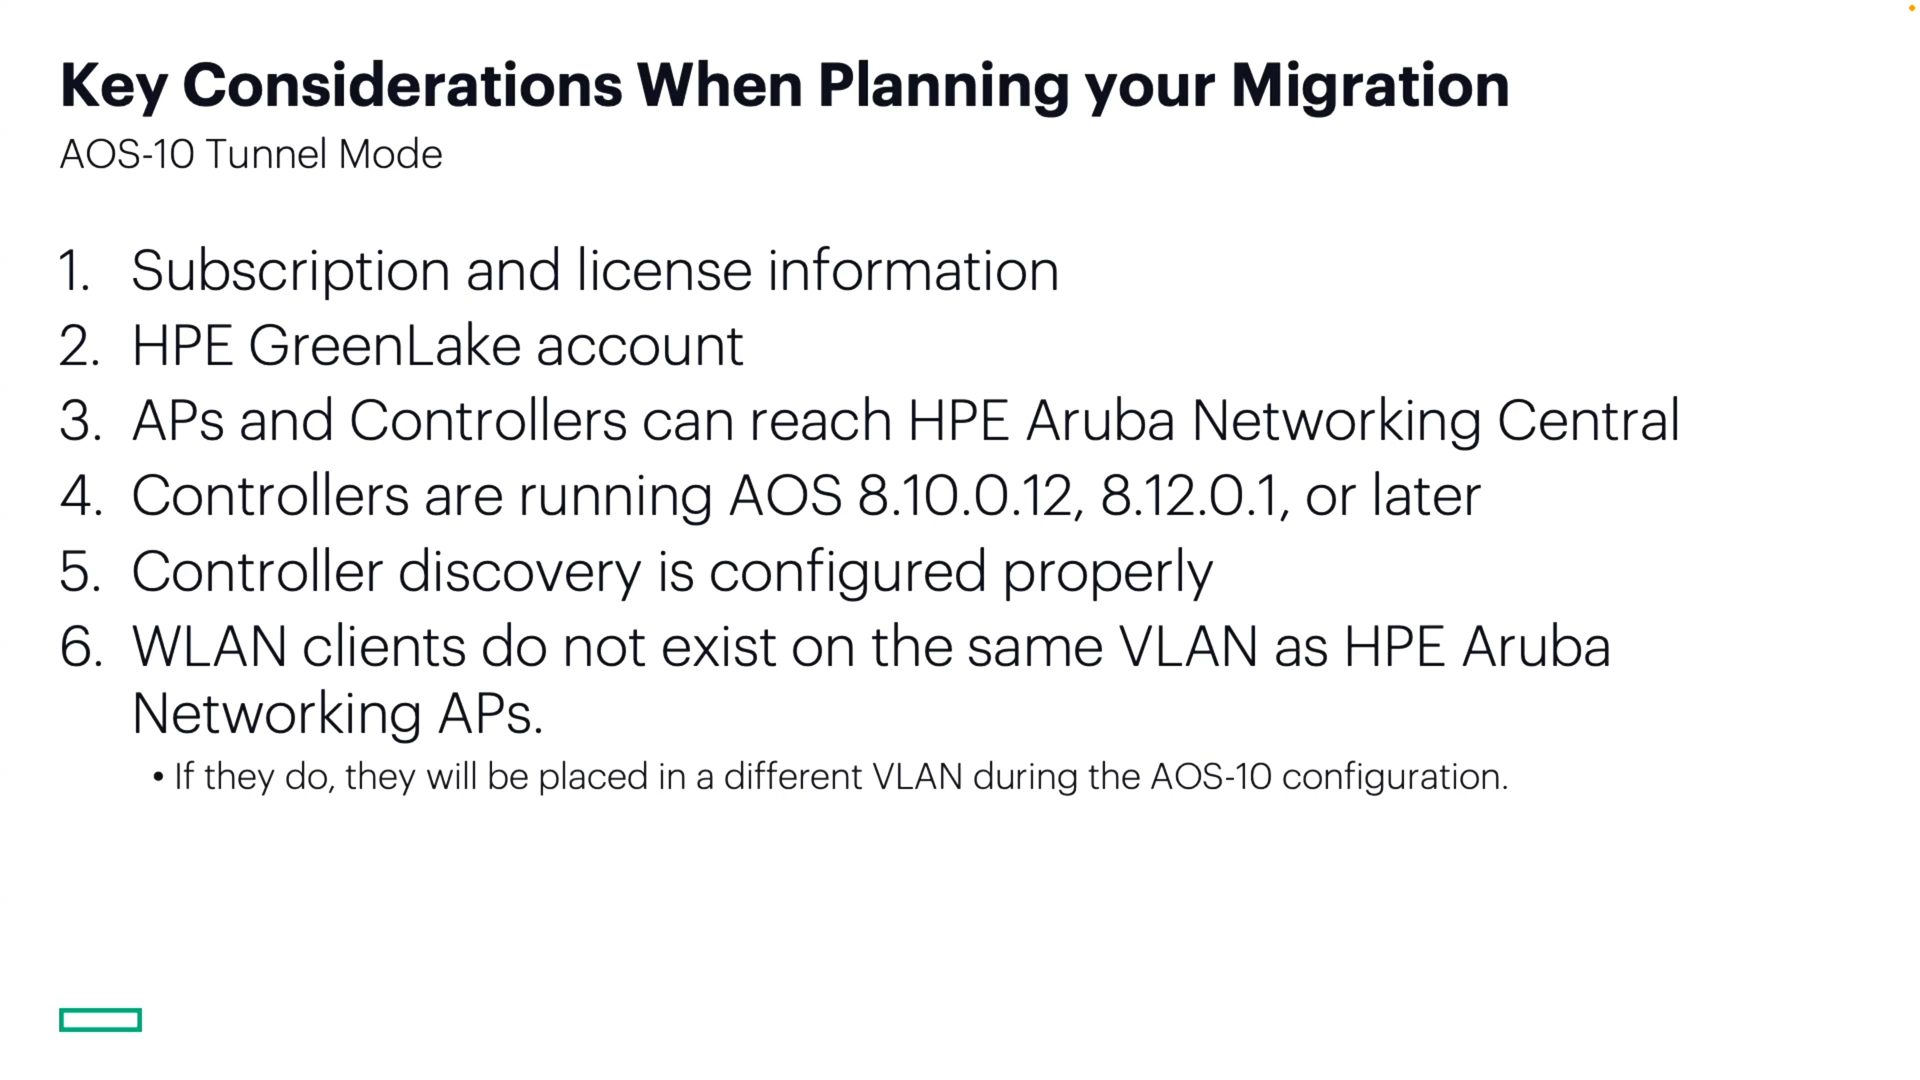 Key Considerations When Planning your Migration
AOS-10 Tunnel Mode
1. Subscription and license information
2. HPE GreenLake account
3. APs and Controllers can reach HPE Aruba Networking Central
4. Controllers are running AOS 8.10.0.12, 8.12.0.1, or later
5. Controller discovery is configured properly
6. WLAN clients do not exist on the same VLAN as HPE Aruba
Networking APs.
• If they do, they will be placed in a different VLAN during the AOS-10 configuration.